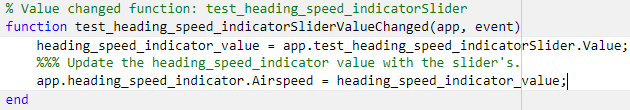 % Value changed function: test_heading_speed_indicatorSlider
function test_heading_speed_indicatorSliderValueChanged(app, event)
    heading_speed_indicator_value = app.test_heading_speed_indicatorSlider.Value;
    %%% Update the heading_speed_indicator value with the slider's.
    app.heading_speed_indicator.Airspeed = heading_speed_indicator_value;
end